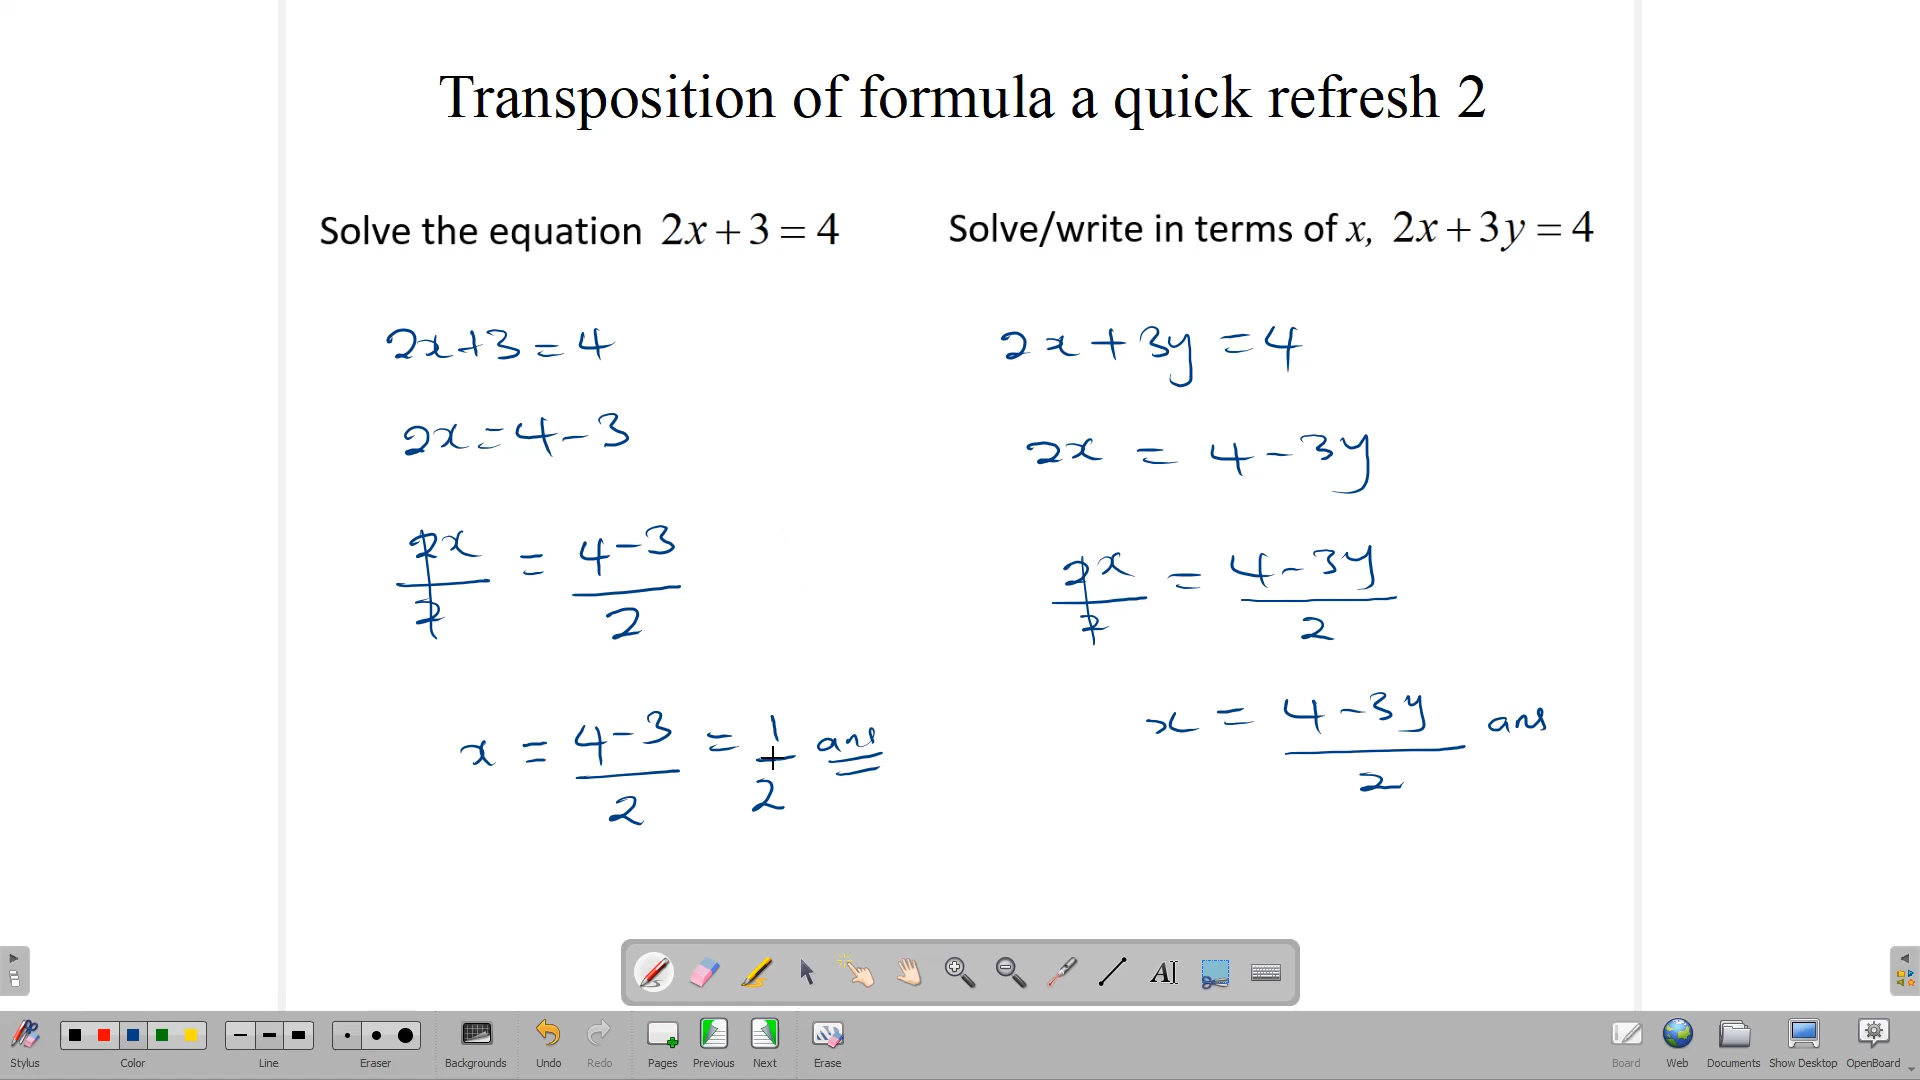 Transposition of formula a quick refresh 2
Solve the equation 2x + 3 = 4
2x+3 = 4
2x = 4 - 3
2x/2 = 4-3/2
x = 4-3/2 = 1/2 ans
Solve/write in terms of x, 2x + 3y = 4
2x + 3y = 4
2x = 4 - 3y
2x/2 = 4-3y/2
x = 4-3y/2 ans
AI
Stylus Color Line Eraser Backgrounds Undo Redo Pages Previous Next Erase Board Web Documents Show Desktop OpenBoard